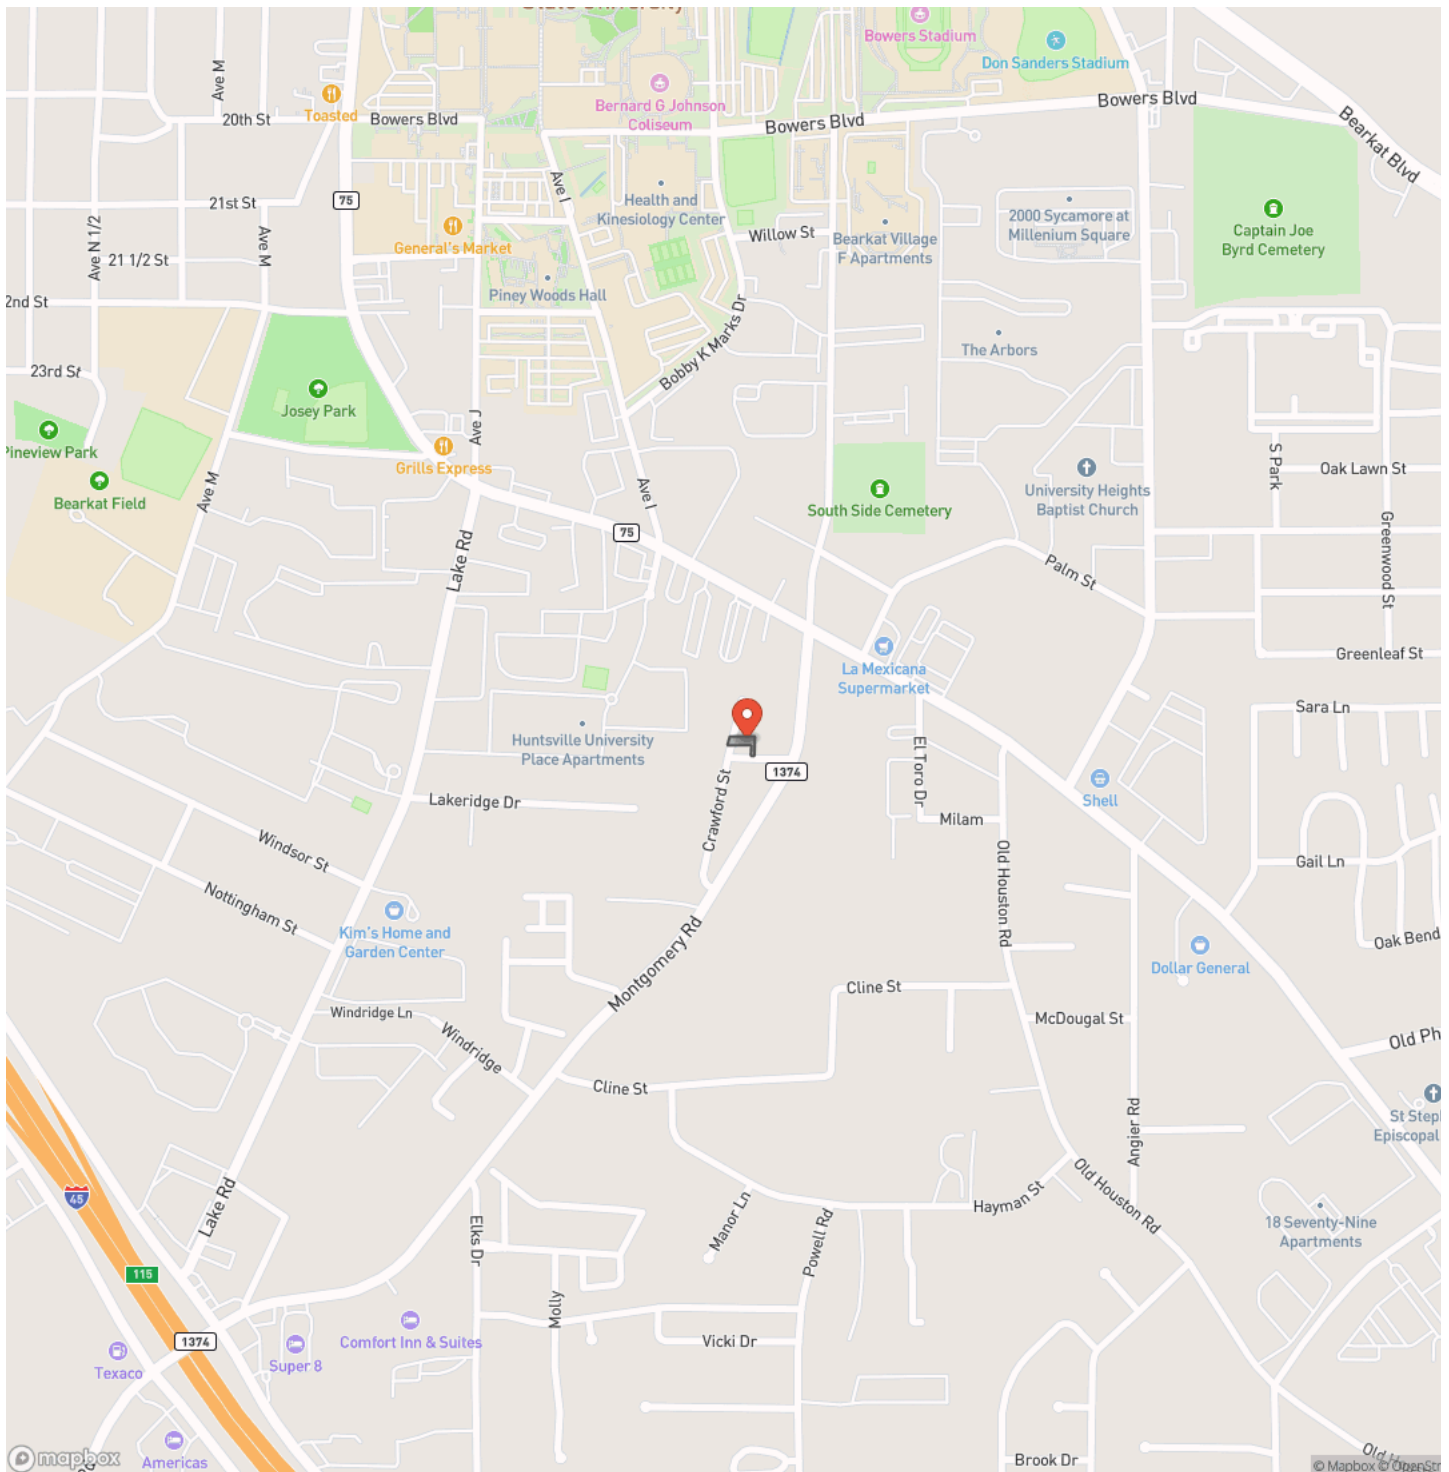 State University
Bowers Stadium
Don Sanders Stadium
Ave M
Toasted
Bernard G Johnson
Coliseum
Bowers Blvd
20th St
Bowers Blvd
Bowers Blvd
Bearkat Blvd
Ave I
75
21st St
Health and
Kinesiology Center
2000 Sycamore at
Millenium Square
Captain Joe
Byrd Cemetery
Ave N 1/2
Ave M
General's Market
Willow St
Bearkat Village
F Apartments
21 1/2 St
Piney Woods Hall
2nd St
Bobby K Marks Dr
The Arbors
23rd St
Josey Park
Ave J
Pineview Park
Grills Express
S Park
Oak Lawn St
Bearkat Field
Ave M
Ave I
South Side Cemetery
University Heights
Baptist Church
75
Lake Rd
Palm St
Greenwood St
La Mexicana
Supermarket
Greenleaf St
Sara Ln
Huntsville University
Place Apartments
1374
El Toro Dr
Shell
Lakeridge Dr
Crawford St
Milam
Windsor St
Old Houston Rd
Gail Ln
Nottingham St
Kim's Home and
Garden Center
Montgomery Rd
Oak Bend
Dollar General
Cline St
Windridge Ln
Windridge
McDougal St
Old Ph
Cline St
Angier Rd
St Step
Episcopal
45
Lake Rd
Elks Dr
Manor Ln
Powell Rd
Hayman St
Old Houston Rd
18 Seventy-Nine
Apartments
115
Molly
1374
Comfort Inn & Suites
Vicki Dr
Super 8
Texaco
mapbox
Americas
Brook Dr
© Mapbox © OpenStr